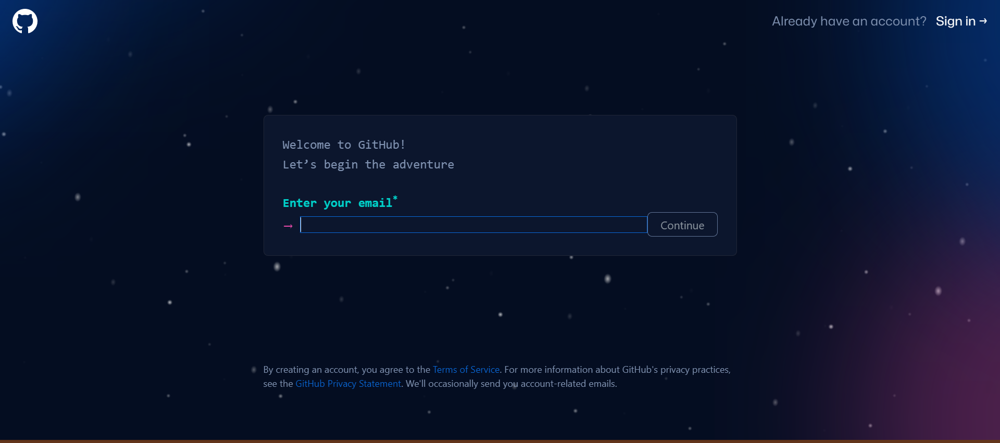 Already have an account? Sign in →
Welcome to GitHub!
Let’s begin the adventure
Enter your email*
→
Continue
By creating an account, you agree to the Terms of Service. For more information about GitHub's privacy practices,
see the GitHub Privacy Statement. We'll occasionally send you account-related emails.